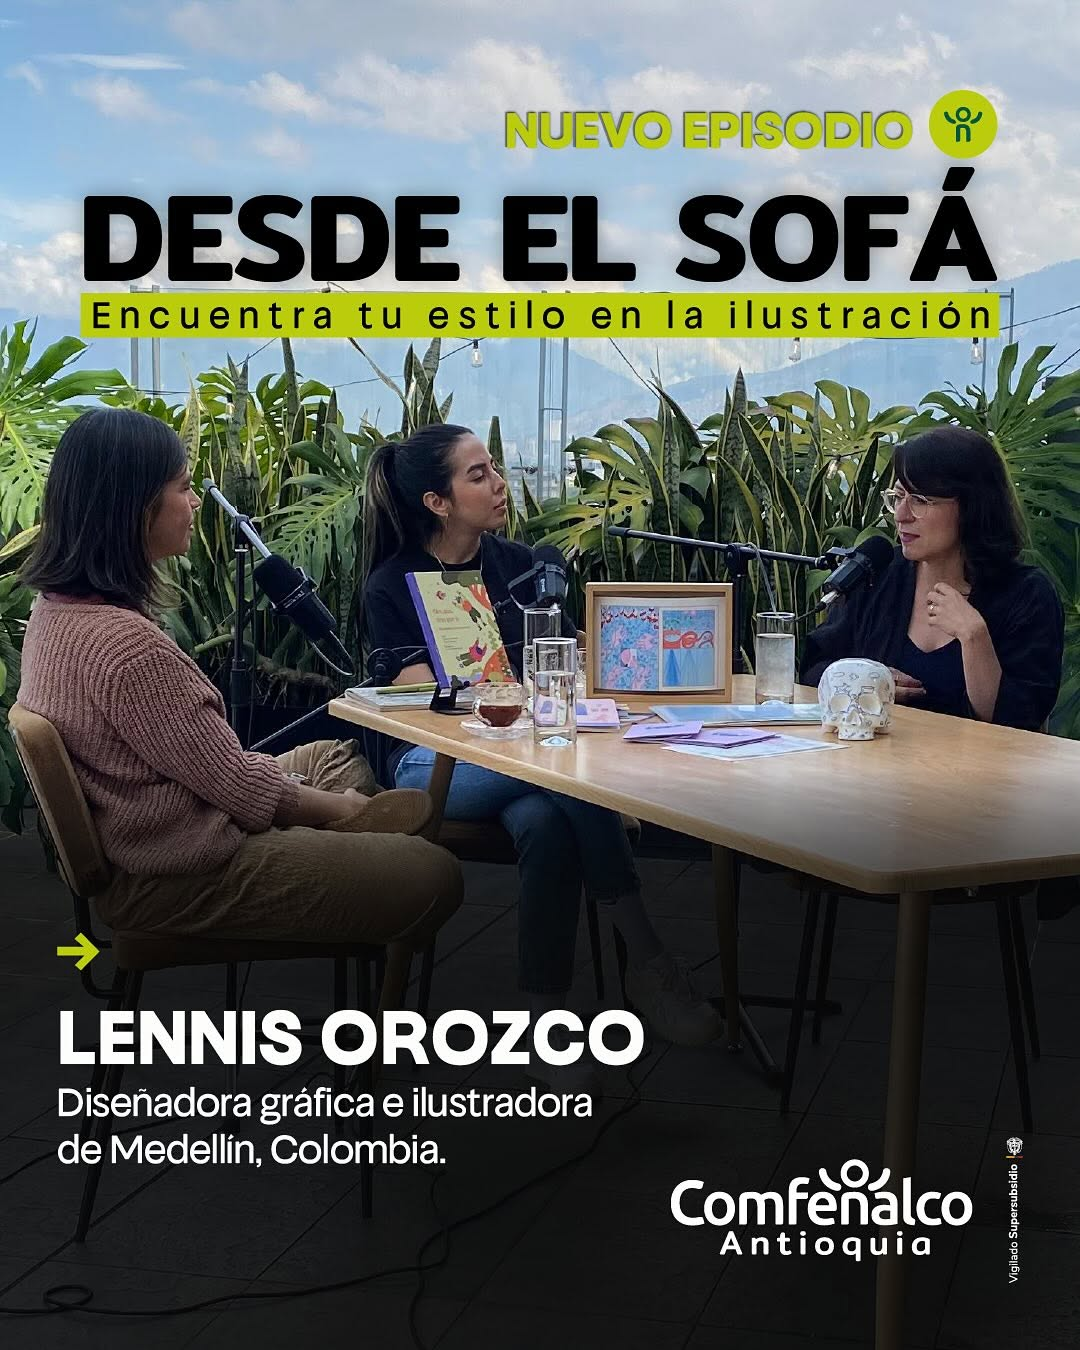 NUEVO EPISODIO
DESDE EL SOFÁ
Encuentra tu estilo en la ilustración
LENNIS OROZCO
Diseñadora gráfica e ilustradora
de Medellín, Colombia.
Comfenalco
Antioquia
Vigilado Supersubsidio